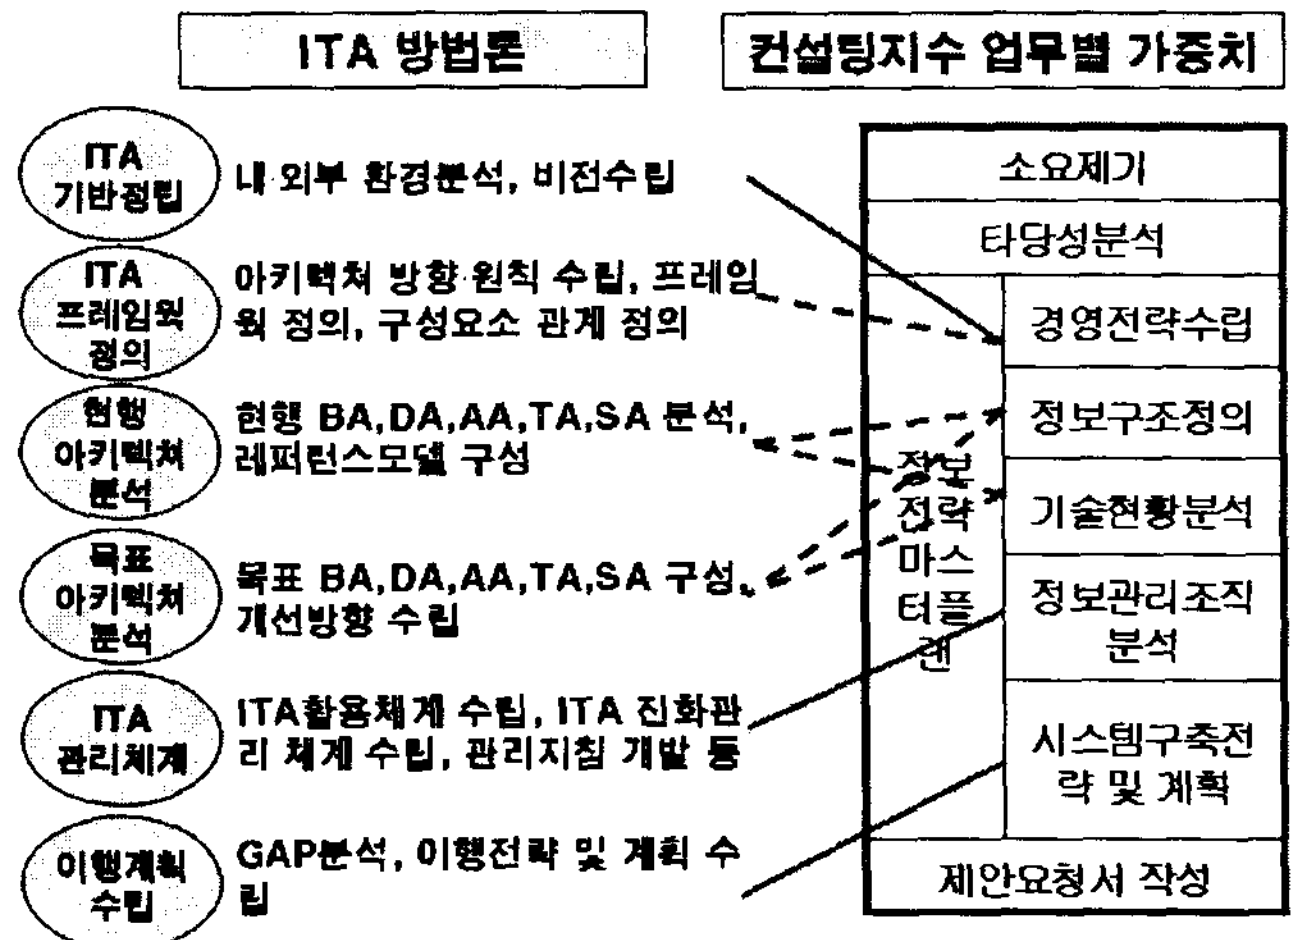 ITA 방법론
컨설팅지수 업무별 가중치
ITA
기반정립
내·외부 환경분석, 비전수립
ITA
프레임웍
정의
아키텍쳐 방향·원칙 수립, 프레임
웍 정의, 구성요소 관계 정의
현행
아키텍쳐
분석
현행 BA,DA,AA,TA,SA 분석,
레퍼런스모델 구성
목표
아키텍쳐
분석
목표 BA,DA,AA,TA,SA 구성,
개선방향 수립
ITA
관리체계
ITA활용체계 수립, ITA 진화관
리 체계 수립, 관리지침 개발 등
이행계획
수립
GAP분석, 이행전략 및 계획 수
립
소요제기
타당성분석
정보
전략
마스
터플
랜
경영전략수립
정보구조정의
기술현황분석
정보관리조직
분석
시스템구축전
략 및 계획
제안요청서 작성